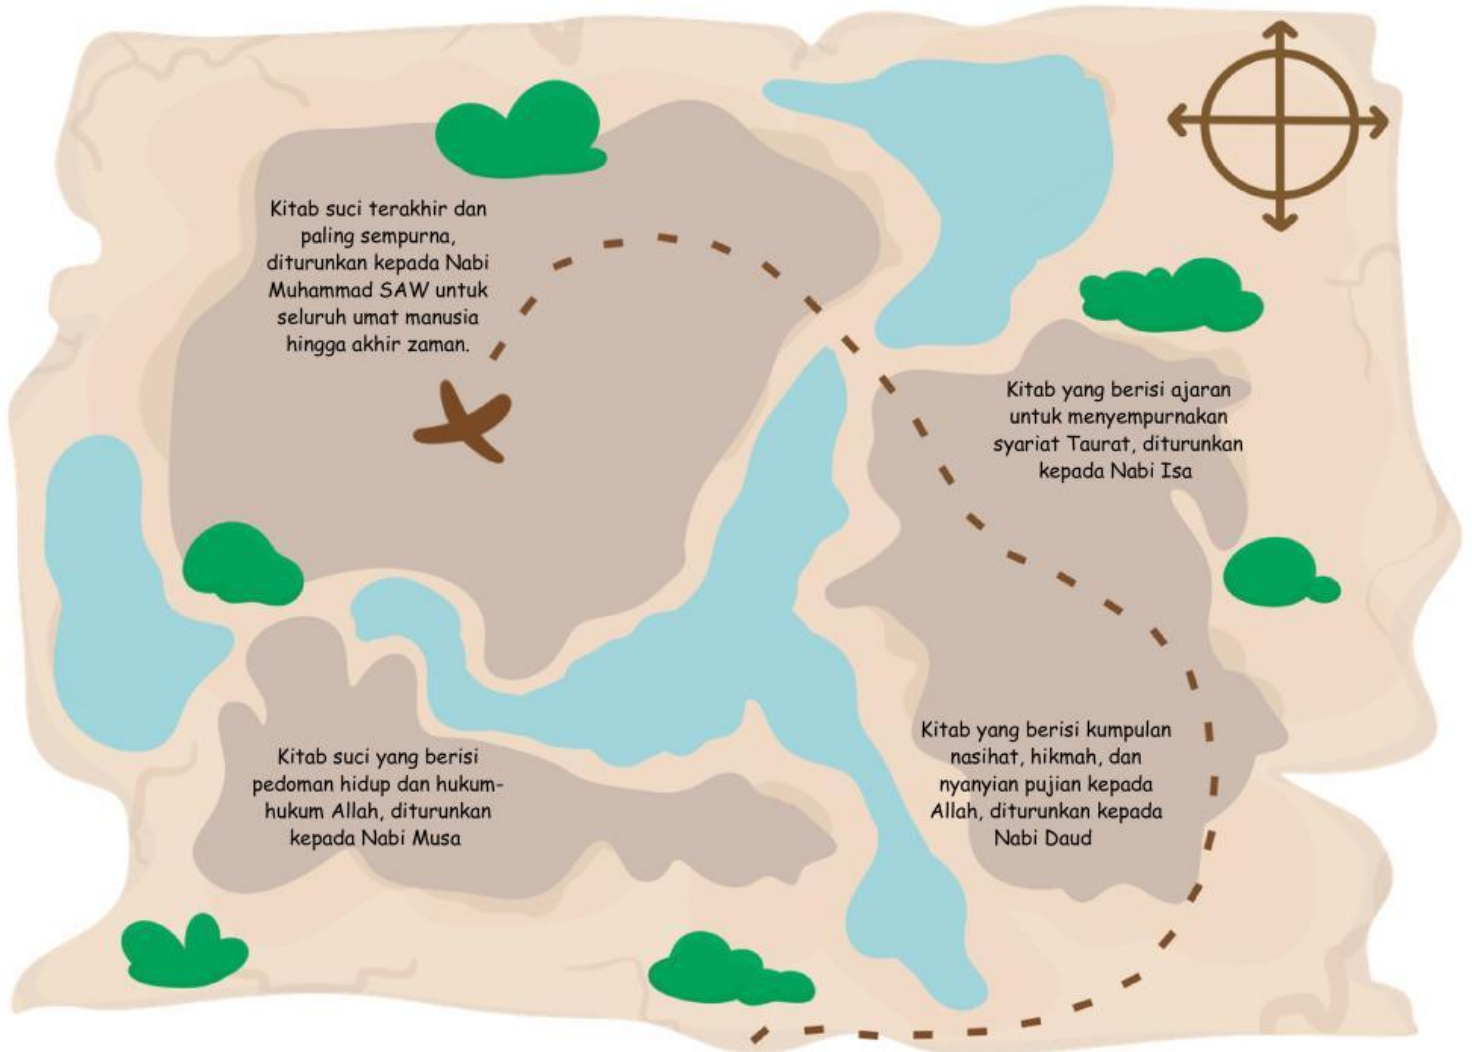 Kitab suci terakhir dan
paling sempurna,
diturunkan kepada Nabi
Muhammad SAW untuk
seluruh umat manusia
hingga akhir zaman.
Kitab yang berisi ajaran
untuk menyempurnakan
syariat Taurat, diturunkan
kepada Nabi Isa
Kitab suci yang berisi
pedoman hidup dan hukum-
hukum Allah, diturunkan
kepada Nabi Musa
Kitab yang berisi kumpulan
nasihat, hikmah, dan
nyanyian pujian kepada
Allah, diturunkan kepada
Nabi Daud